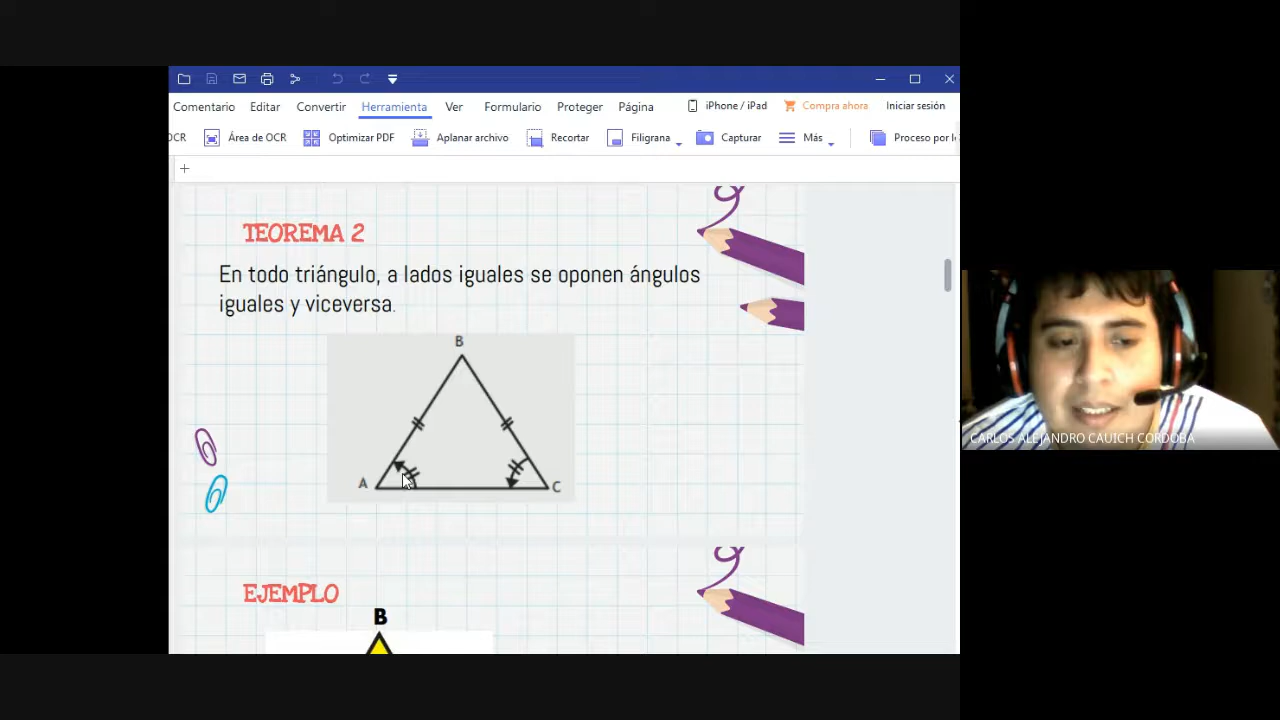 Comentario Editar Convertir Herramienta Ver Formulario Proteger Página iPhone / iPad Compra ahora Iniciar sesión
OCR Área de OCR Optimizar PDF Aplanar archivo Recortar Filigrana Capturar Más Proceso por l
+
TEOREMA 2
En todo triángulo, a lados iguales se oponen ángulos
iguales y viceversa.
B
A
C
CARLOS ALEJANDRO CAUICH CORDOBA
EJEMPLO
B